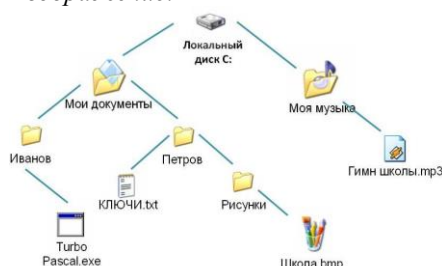 Локальный
диск C:
Мои документы
Моя музыка
Иванов
Петров
Гимн школы.mp3
КЛЮЧИ.txt
Рисунки
Turbo
Pascal.exe
Школа.bmp